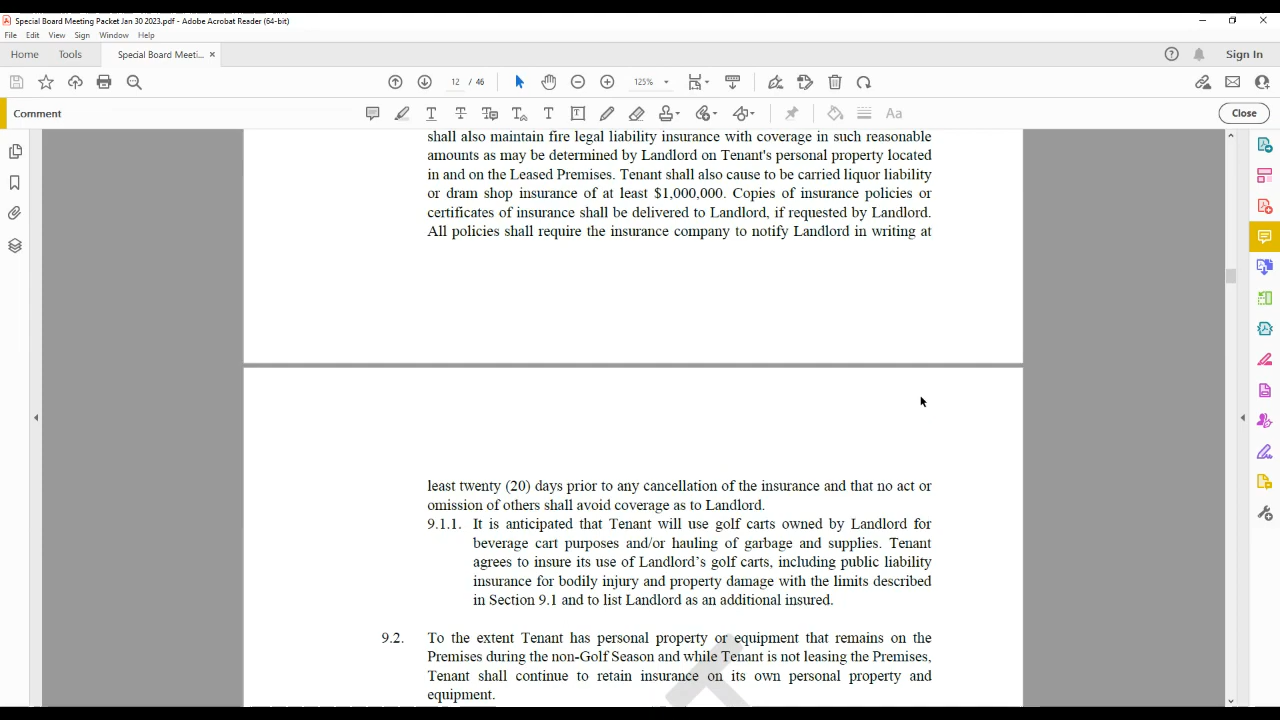 Special Board Meeting Packet Jan 30 2023.pdf - Adobe Acrobat Reader (64-bit)
File Edit View Sign Window Help
Home Tools Special Board Meeti... Sign In
12 / 46 125%
Comment Aa Close
shall also maintain fire legal liability insurance with coverage in such reasonable
amounts as may be determined by Landlord on Tenant's personal property located
in and on the Leased Premises. Tenant shall also cause to be carried liquor liability
or dram shop insurance of at least $1,000,000. Copies of insurance policies or
certificates of insurance shall be delivered to Landlord, if requested by Landlord.
All policies shall require the insurance company to notify Landlord in writing at
least twenty (20) days prior to any cancellation of the insurance and that no act or
omission of others shall avoid coverage as to Landlord.
9.1.1. It is anticipated that Tenant will use golf carts owned by Landlord for
beverage cart purposes and/or hauling of garbage and supplies. Tenant
agrees to insure its use of Landlord's golf carts, including public liability
insurance for bodily injury and property damage with the limits described
in Section 9.1 and to list Landlord as an additional insured.
9.2. To the extent Tenant has personal property or equipment that remains on the
Premises during the non-Golf Season and while Tenant is not leasing the Premises,
Tenant shall continue to retain insurance on its own personal property and
equipment.